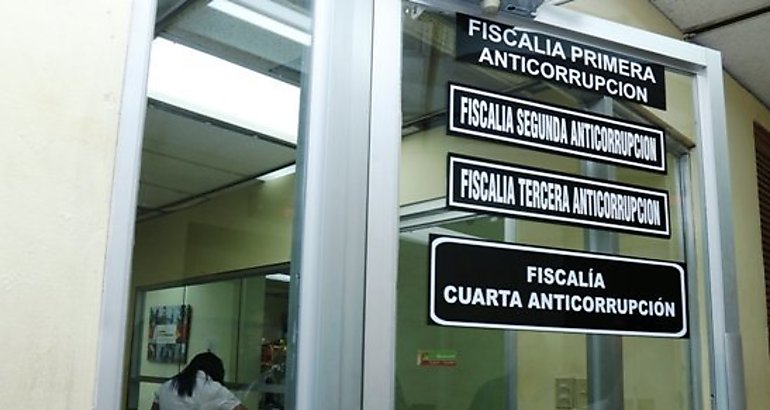 FISCALIA PRIMERA
ANTICORRUPCION
FISCALIA SEGUNDA ANTICORRUPCION
FISCALIA TERCERA ANTICORRUPCION
FISCALÍA
CUARTA ANTICORRUPCIÓN